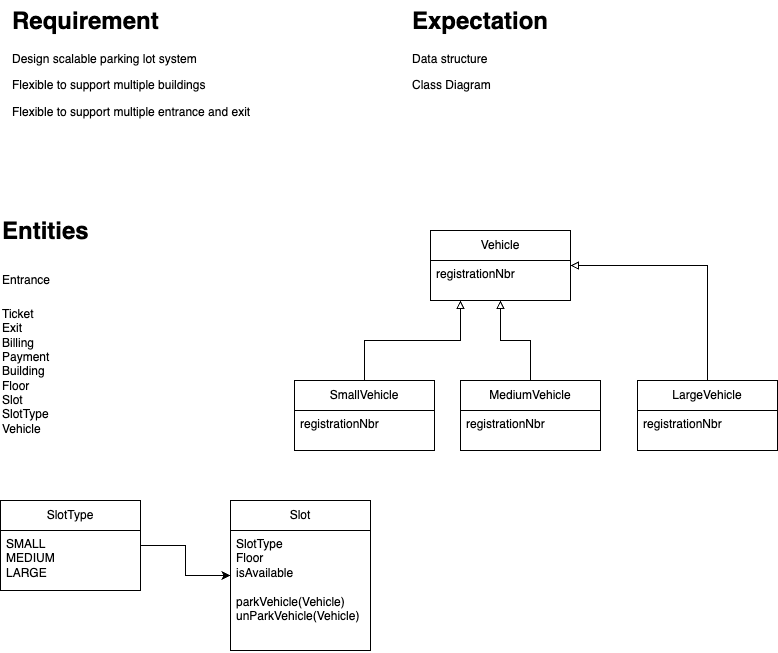 Requirement
Design scalable parking lot system
Flexible to support multiple buildings
Flexible to support multiple entrance and exit
Expectation
Data structure
Class Diagram
Entities
Entrance
Ticket
Exit
Billing
Payment
Building
Floor
Slot
SlotType
Vehicle
Vehicle
registrationNbr
SmallVehicle
registrationNbr
MediumVehicle
registrationNbr
LargeVehicle
registrationNbr
SlotType
SMALL
MEDIUM
LARGE
Slot
SlotType
Floor
isAvailable
parkVehicle(Vehicle)
unParkVehicle(Vehicle)